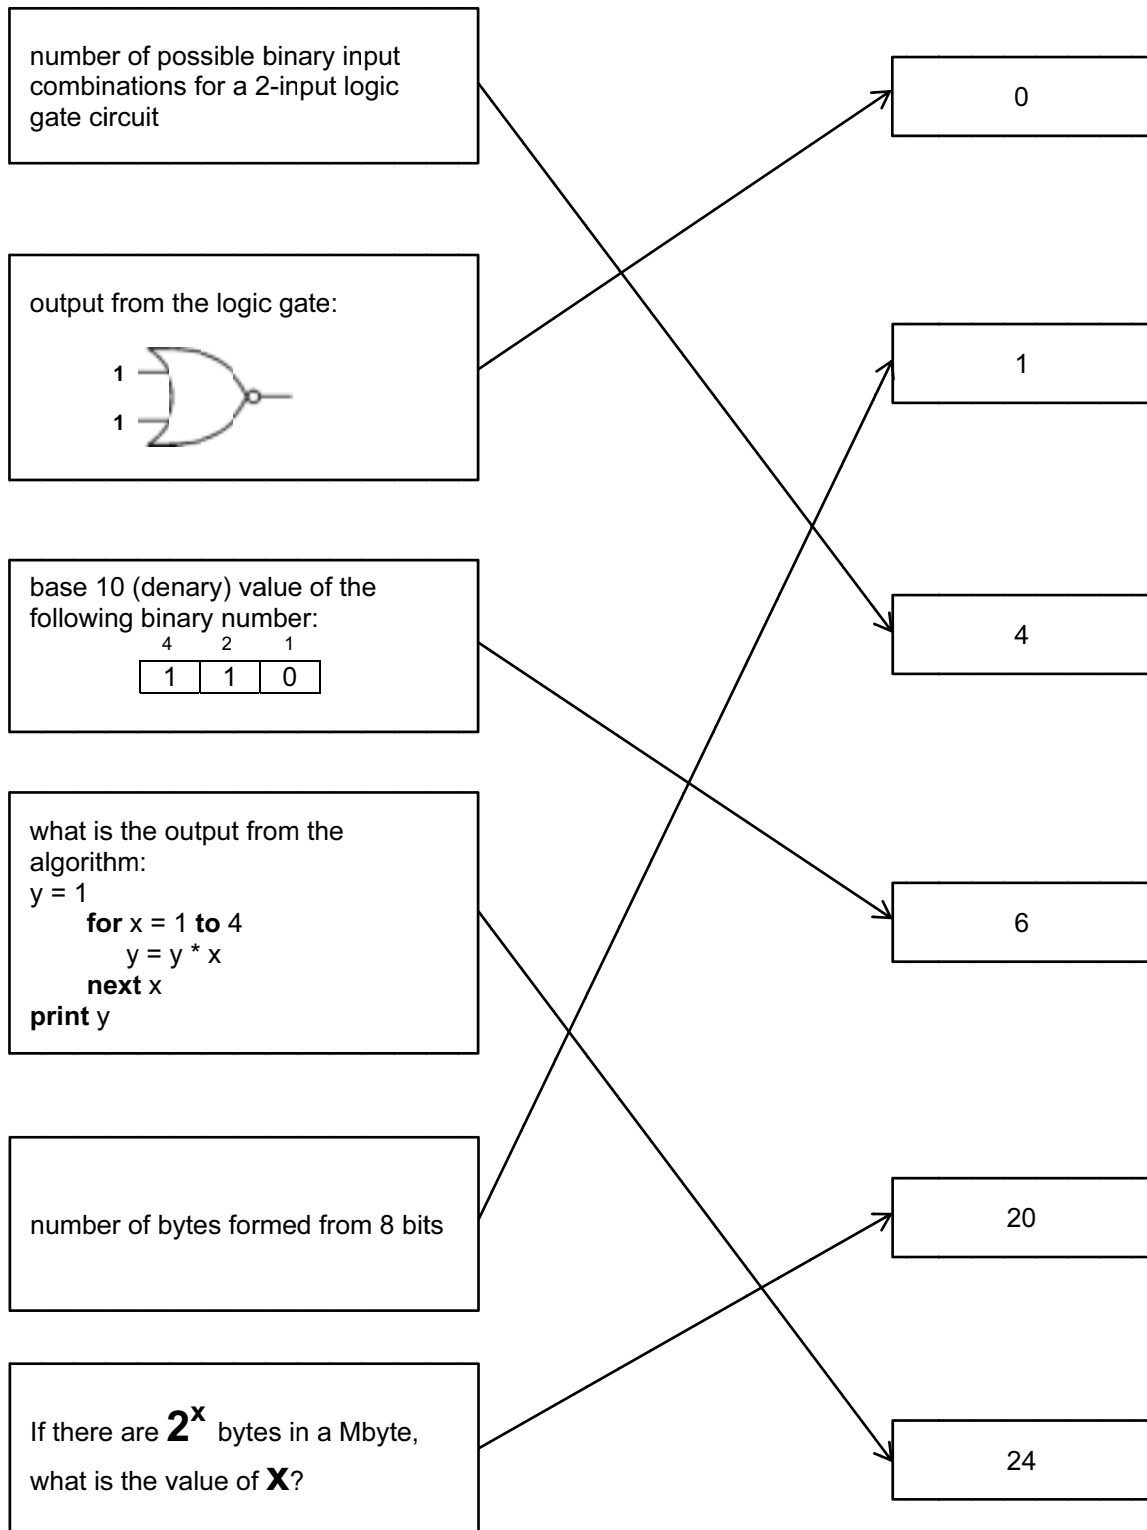 number of possible binary input
combinations for a 2-input logic
gate circuit
output from the logic gate:
1
1
base 10 (denary) value of the
following binary number:
4 2 1
1 1 0
what is the output from the
algorithm:
y = 1
for x = 1 to 4
y = y * x
next x
print y
number of bytes formed from 8 bits
If there are 2^x bytes in a Mbyte,
what is the value of x?
0
1
4
6
20
24